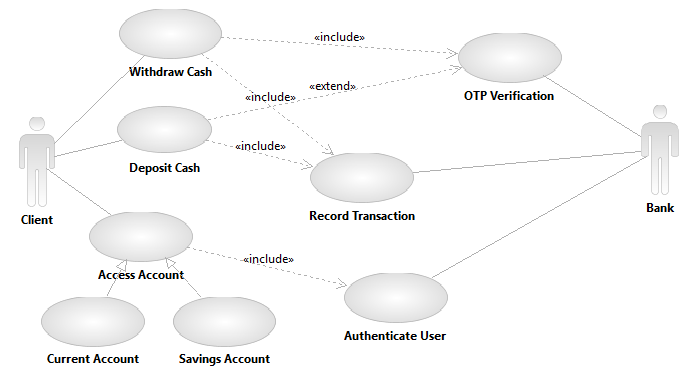 «include»
Withdraw Cash
«extend»
OTP Verification
«include»
Deposit Cash
«include»
Client
Bank
Record Transaction
Access Account
«include»
Current Account
Savings Account
Authenticate User